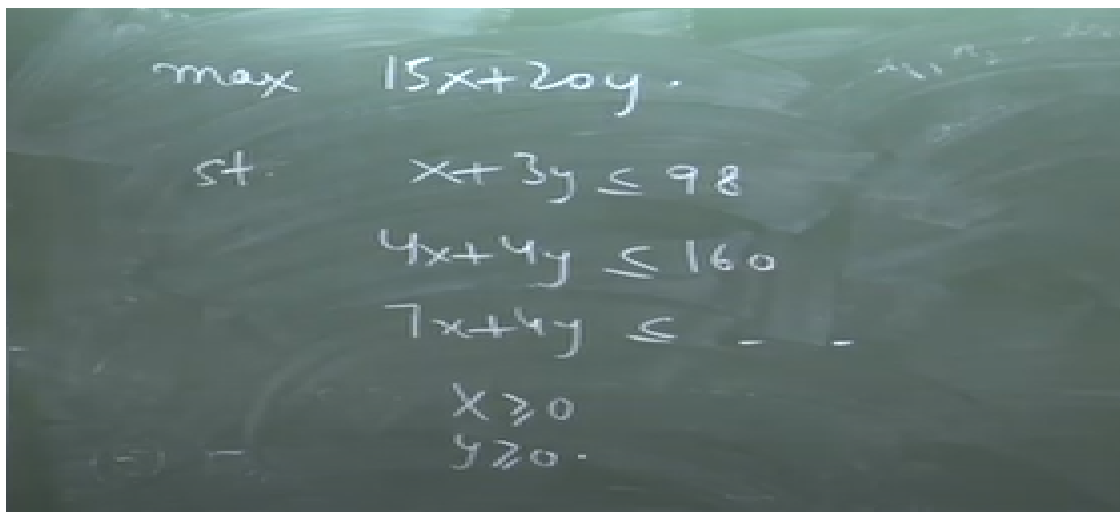 max 15x+20y.
st. x+3y ≤ 98
4x+4y ≤ 160
7x+4y ≤ _ _
x ⩾ 0
y ⩾ 0.